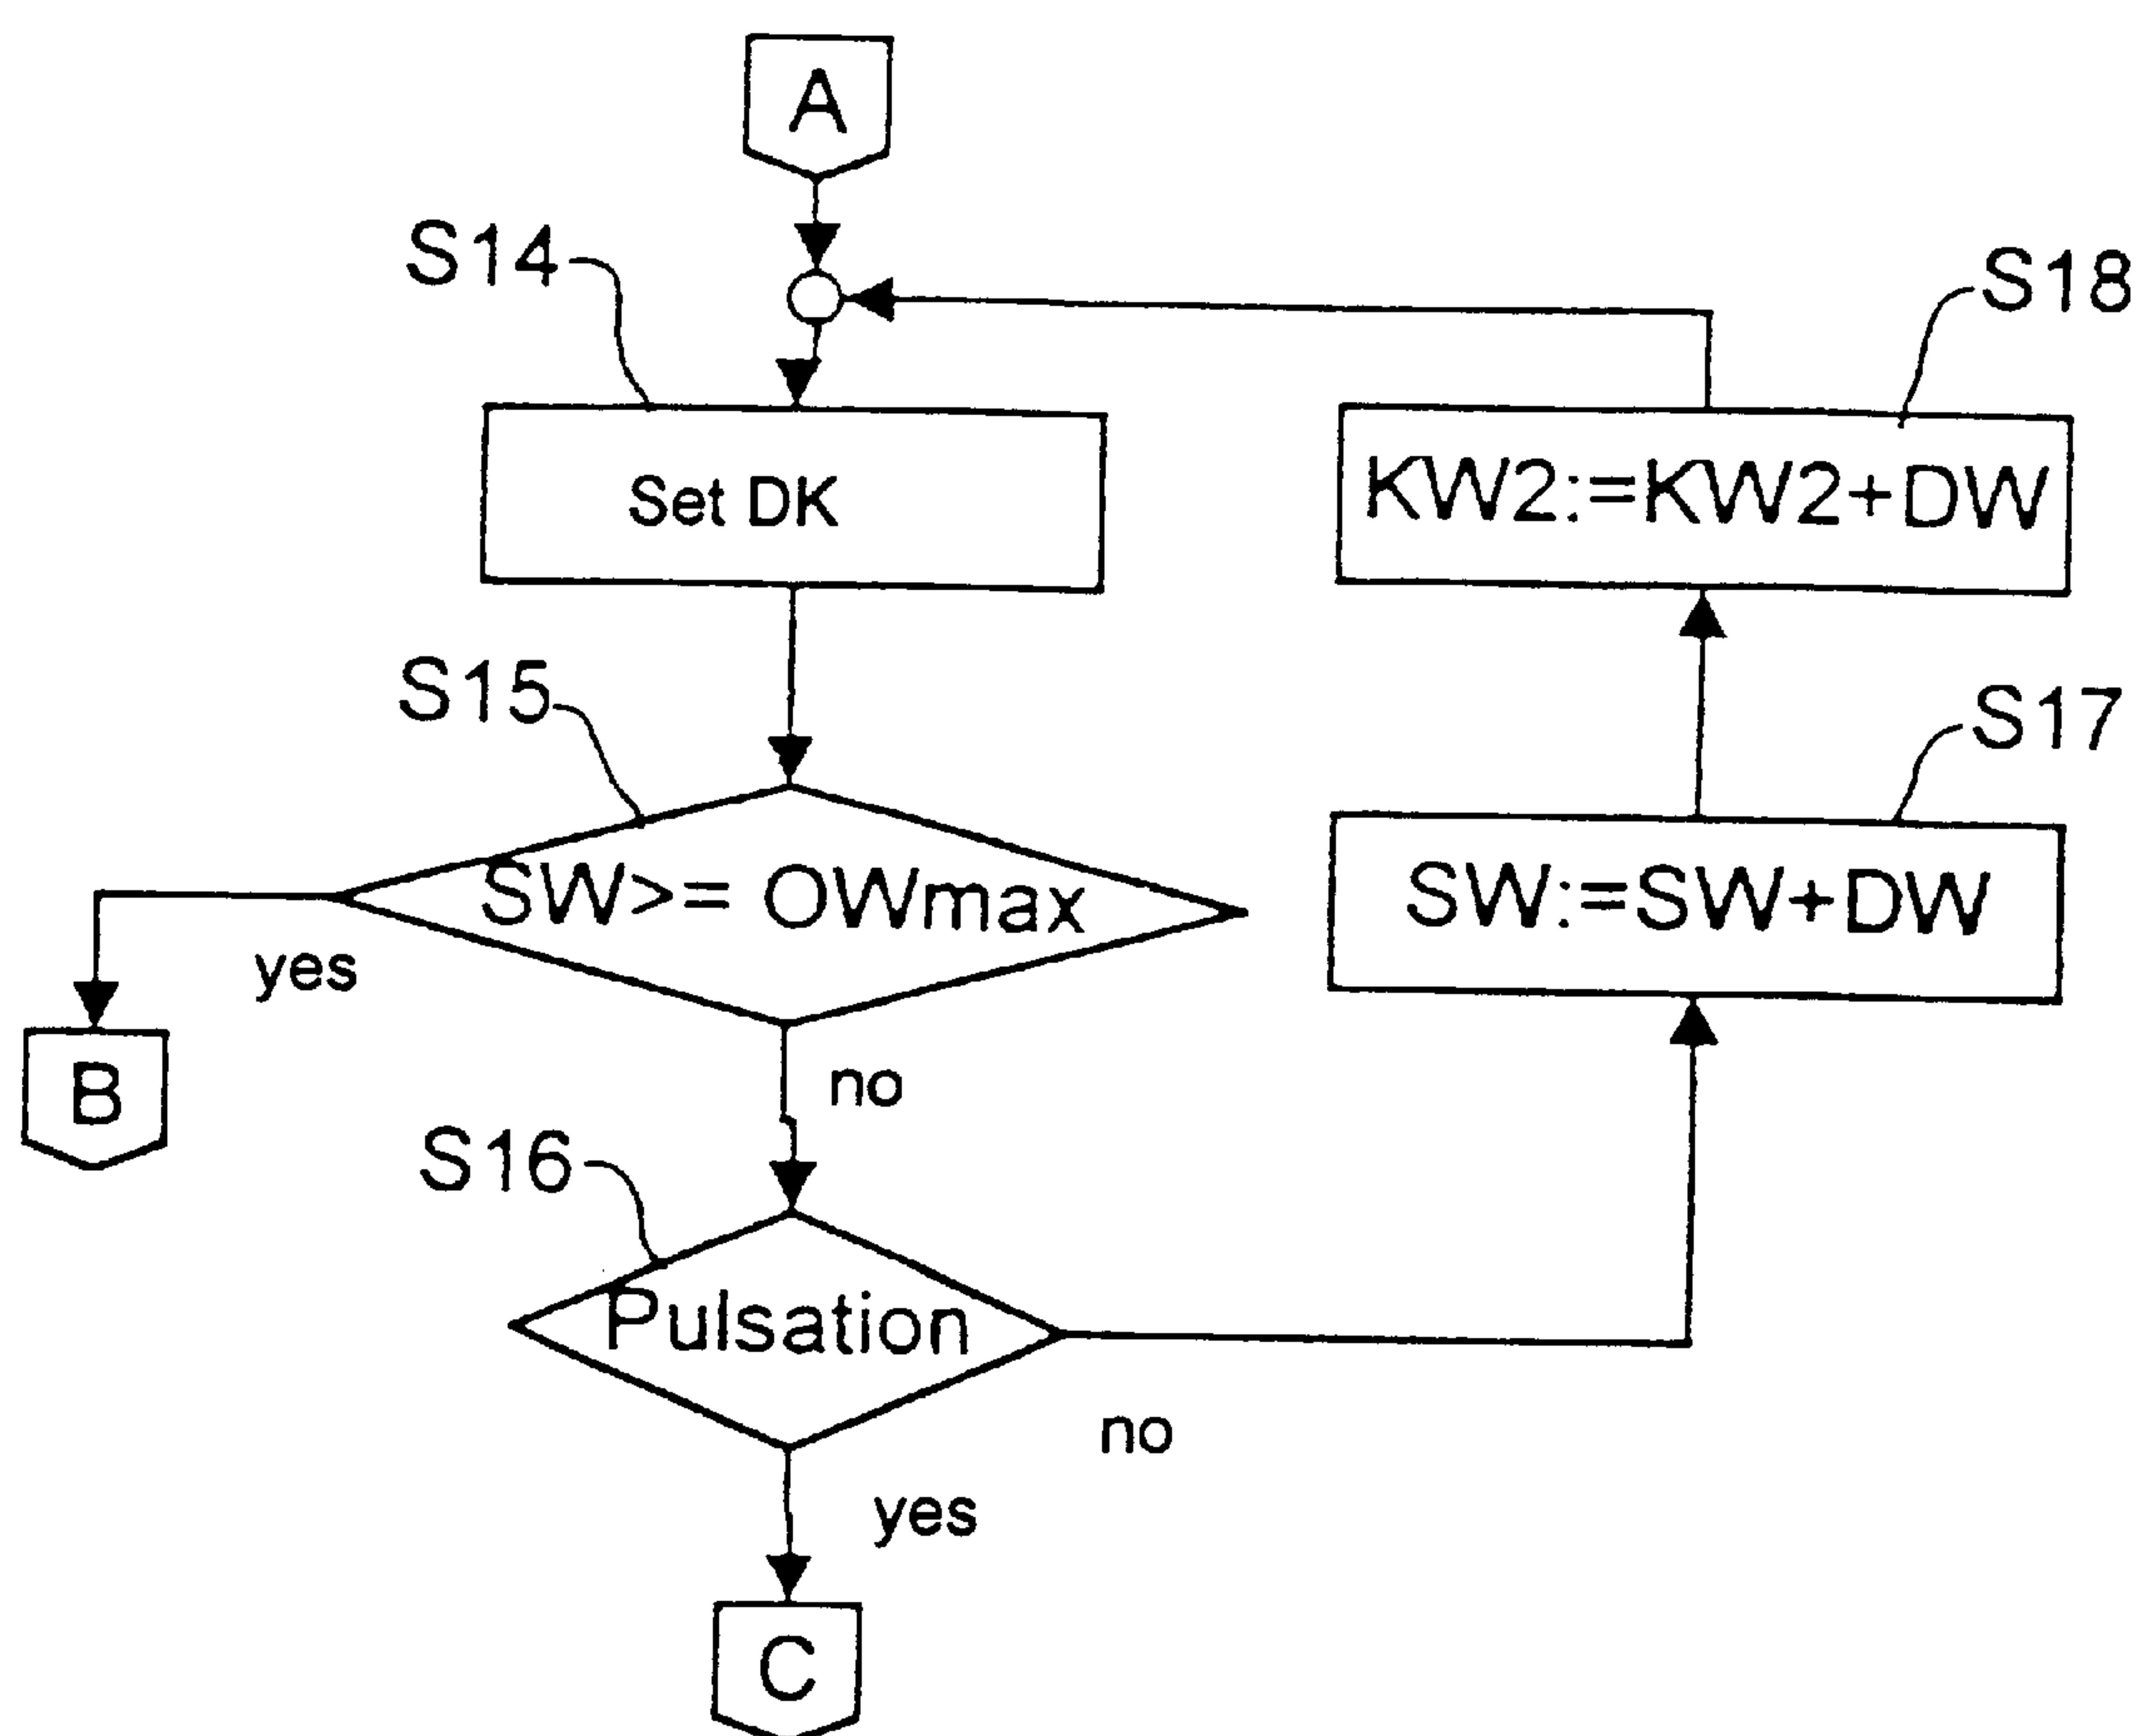 A
S14
S18
Set DK
KW2:=KW2+DW
S15
S17
SW>= OWmax
SW:=SW+DW
yes
B
no
S16
Pulsation
no
yes
C